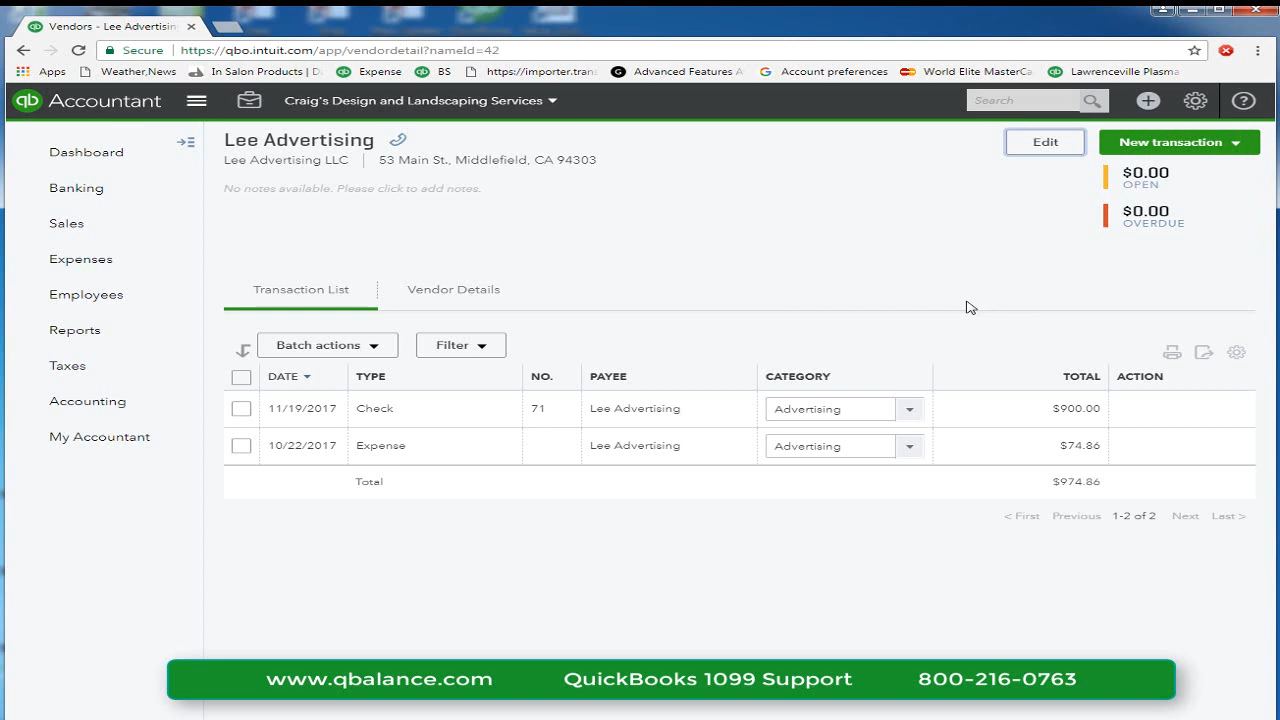 Vendors - Lee Advertisin
Secure https://qbo.intuit.com/app/vendordetail?nameId=42
Apps Weather,News In Salon Products | D Expense BS https://importer.tran Advanced Features A Account preferences World Elite MasterCa Lawrenceville Plasma
qb Accountant Craig's Design and Landscaping Services Search
Lee Advertising Edit New transaction
Lee Advertising LLC 53 Main St., Middlefield, CA 94303
No notes available. Please click to add notes.
$0.00
OPEN
$0.00
OVERDUE
Dashboard
Banking
Sales
Expenses
Employees
Reports
Taxes
Accounting
My Accountant
Transaction List Vendor Details
Batch actions Filter
DATE TYPE NO. PAYEE CATEGORY TOTAL ACTION
11/19/2017 Check 71 Lee Advertising Advertising $900.00
10/22/2017 Expense Lee Advertising Advertising $74.86
Total $974.86
< First Previous 1-2 of 2 Next Last >
www.qbalance.com QuickBooks 1099 Support 800-216-0763